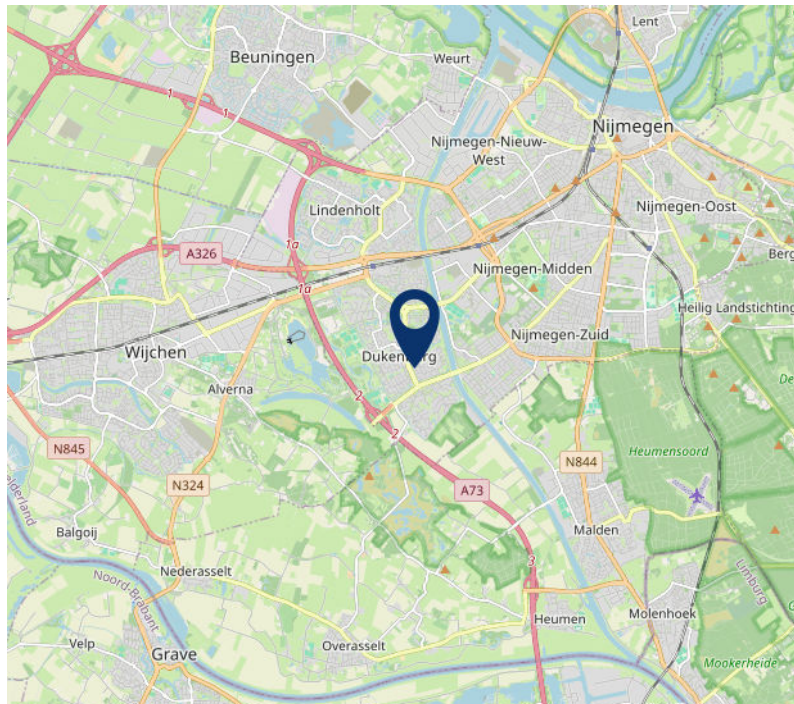 Lent
Beuningen
Weurt
1
1
Nijmegen
Nijmegen-Nieuw-
West
Lindenholt
Nijmegen-Oost
1a
A326
Berg
Nijmegen-Midden
1a
Heilig Landstichting
Nijmegen-Zuid
Wijchen
Alverna
2
2
N845
Heumensoord
N844
N324
A73
elderland
Malden
Balgoij
Nederasselt
3
Noord-Brabant
Limburg
Heumen
Molenhoek
Velp
Overasselt
Grave
Mookerheide